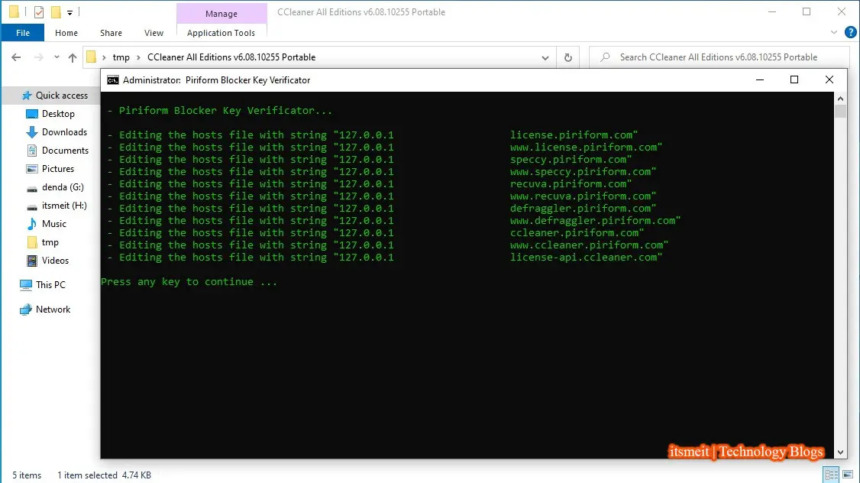 Manage
CCleaner All Editions v6.08.10255 Portable
File Home Share View Application Tools
tmp CCleaner All Editions v6.08.10255 Portable
Search CCleaner All Editions v6.08.10255 Portable
Administrator: Piriform Blocker Key Verificator
Quick access
Desktop
Downloads
Documents
Pictures
denda (G:)
itsmeit (H:)
Music
tmp
Videos
This PC
Network
- Piriform Blocker Key Verificator...
- Editing the hosts file with string "127.0.0.1 license.piriform.com"
- Editing the hosts file with string "127.0.0.1 www.license.piriform.com"
- Editing the hosts file with string "127.0.0.1 speccy.piriform.com"
- Editing the hosts file with string "127.0.0.1 www.speccy.piriform.com"
- Editing the hosts file with string "127.0.0.1 recuva.piriform.com"
- Editing the hosts file with string "127.0.0.1 www.recuva.piriform.com"
- Editing the hosts file with string "127.0.0.1 defraggler.piriform.com"
- Editing the hosts file with string "127.0.0.1 www.defraggler.piriform.com"
- Editing the hosts file with string "127.0.0.1 ccleaner.piriform.com"
- Editing the hosts file with string "127.0.0.1 www.ccleaner.piriform.com"
- Editing the hosts file with string "127.0.0.1 license-api.ccleaner.com"
Press any key to continue ...
itsmeit | Technology Blogs
5 items 1 item selected 4.74 KB